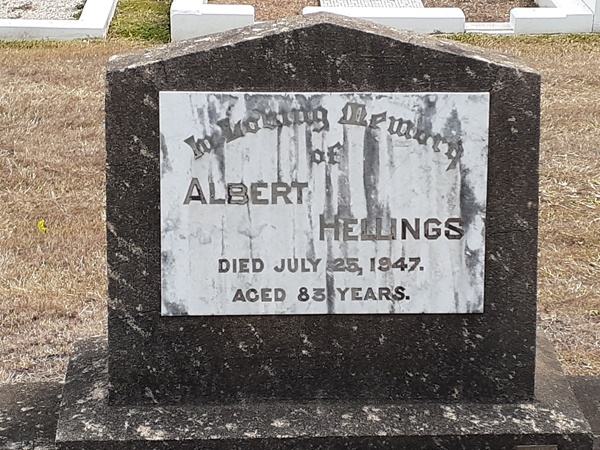 In Loving Memory
of
ALBERT
HELLINGS
DIED JULY 25, 1947.
AGED 83 YEARS.